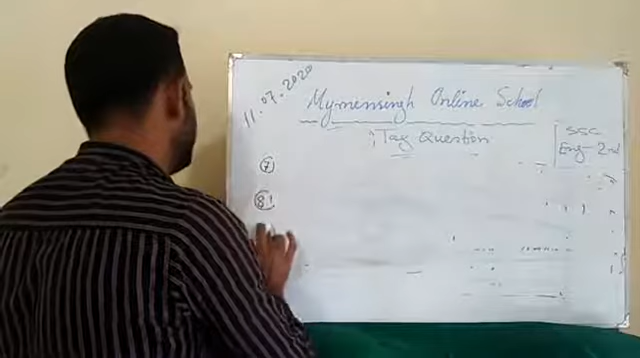 11.07.2020
Mymensingh Online School
Tag Question
SSC
Eng- 2nd
7
8